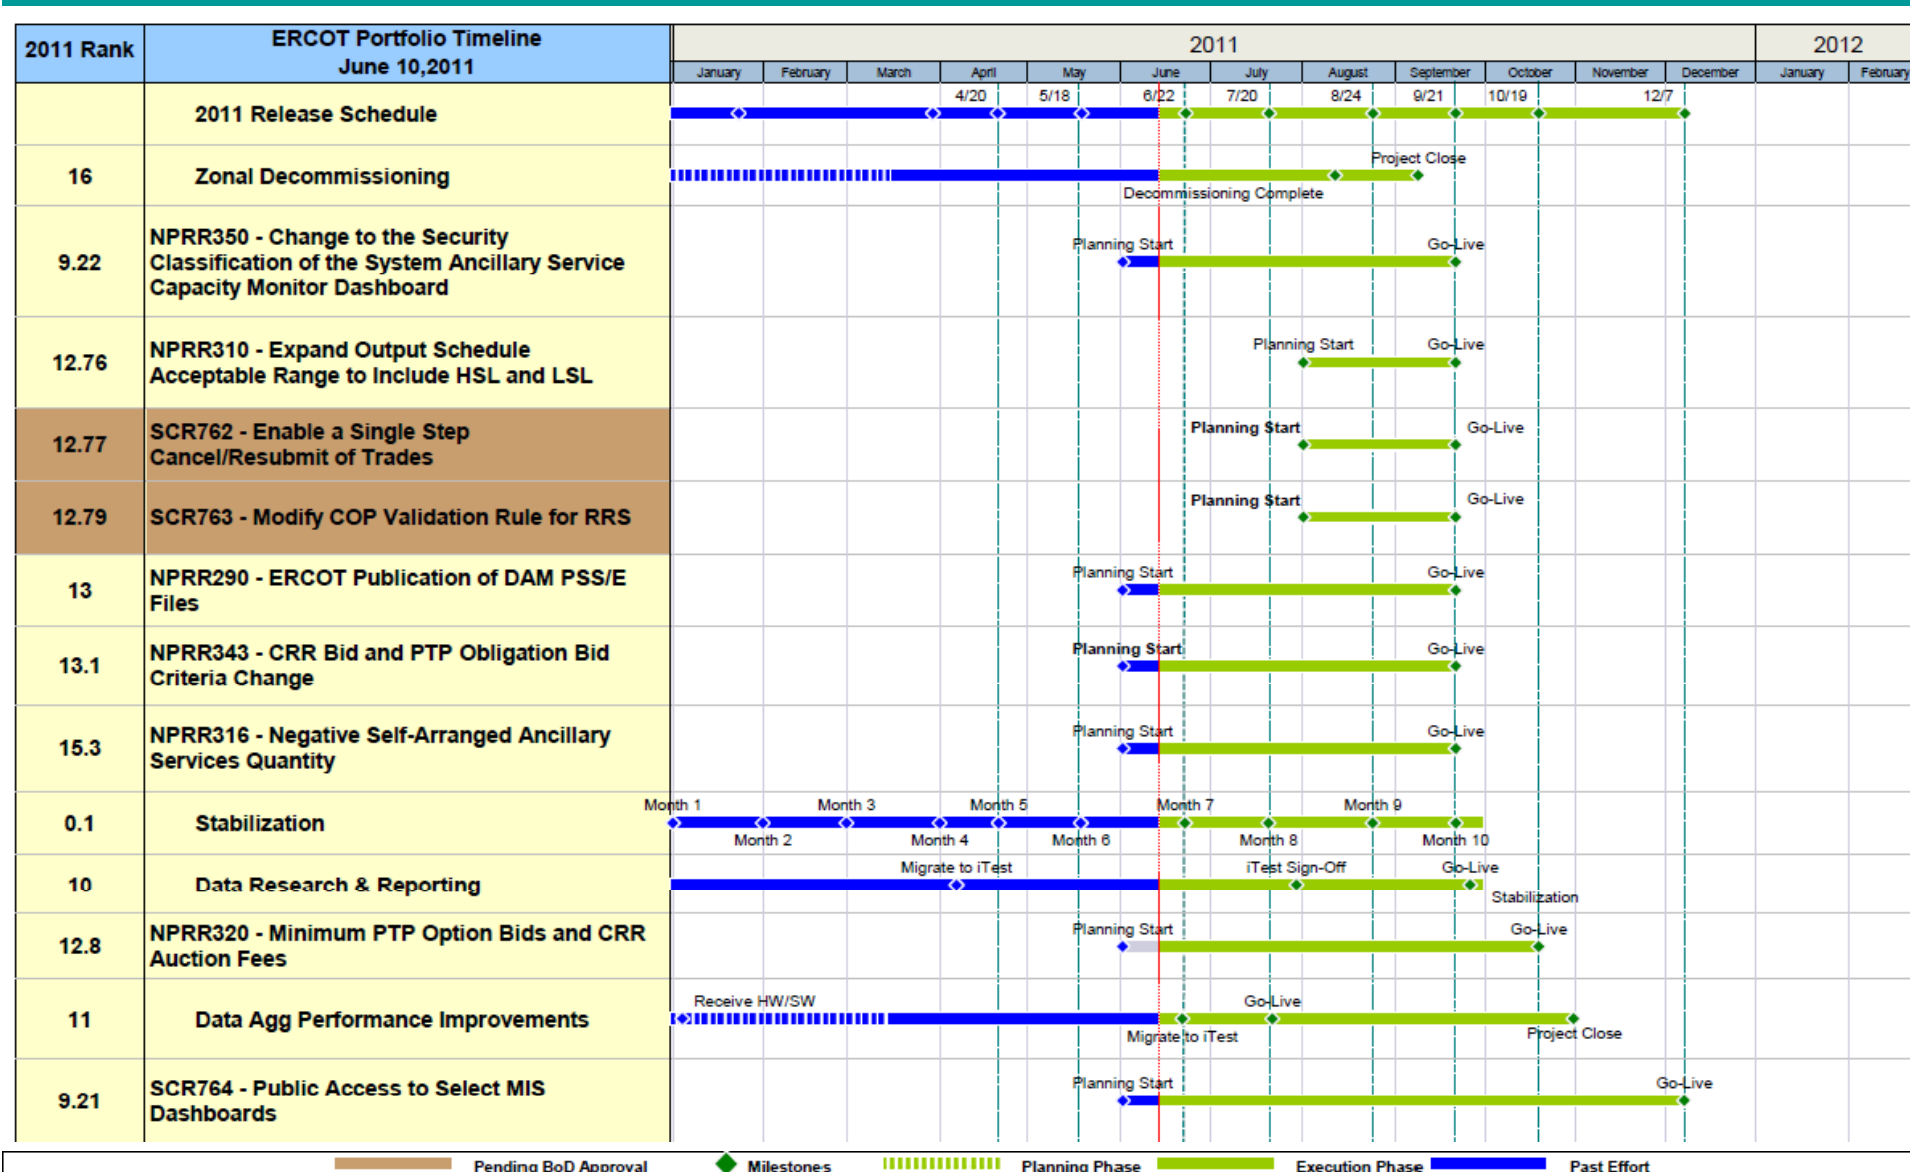 2011 Rank
ERCOT Portfolio Timeline
June 10,2011
2011
2012
January
February
March
April
May
June
July
August
September
October
November
December
January
February
2011 Release Schedule
4/20
5/18
6/22
7/20
8/24
9/21
10/19
12/7
16
Zonal Decommissioning
Project Close
Decommissioning Complete
9.22
NPRR350 - Change to the Security
Classification of the System Ancillary Service
Capacity Monitor Dashboard
Planning Start
Go-Live
12.76
NPRR310 - Expand Output Schedule
Acceptable Range to Include HSL and LSL
Planning Start
Go-Live
12.77
SCR762 - Enable a Single Step
Cancel/Resubmit of Trades
Planning Start
Go-Live
12.79
SCR763 - Modify COP Validation Rule for RRS
Planning Start
Go-Live
13
NPRR290 - ERCOT Publication of DAM PSS/E
Files
Planning Start
Go-Live
13.1
NPRR343 - CRR Bid and PTP Obligation Bid
Criteria Change
Planning Start
Go-Live
15.3
NPRR316 - Negative Self-Arranged Ancillary
Services Quantity
Planning Start
Go-Live
0.1
Stabilization
Month 1
Month 3
Month 5
Month 7
Month 9
Month 2
Month 4
Month 6
Month 8
Month 10
10
Data Research & Reporting
Migrate to iTest
iTest Sign-Off
Go-Live
Stabilization
12.8
NPRR320 - Minimum PTP Option Bids and CRR
Auction Fees
Planning Start
Go-Live
11
Data Agg Performance Improvements
Receive HW/SW
Go-Live
Migrate to iTest
Project Close
9.21
SCR764 - Public Access to Select MIS
Dashboards
Planning Start
Go-Live
Pending BoD Approval
Milestones
Planning Phase
Execution Phase
Past Effort